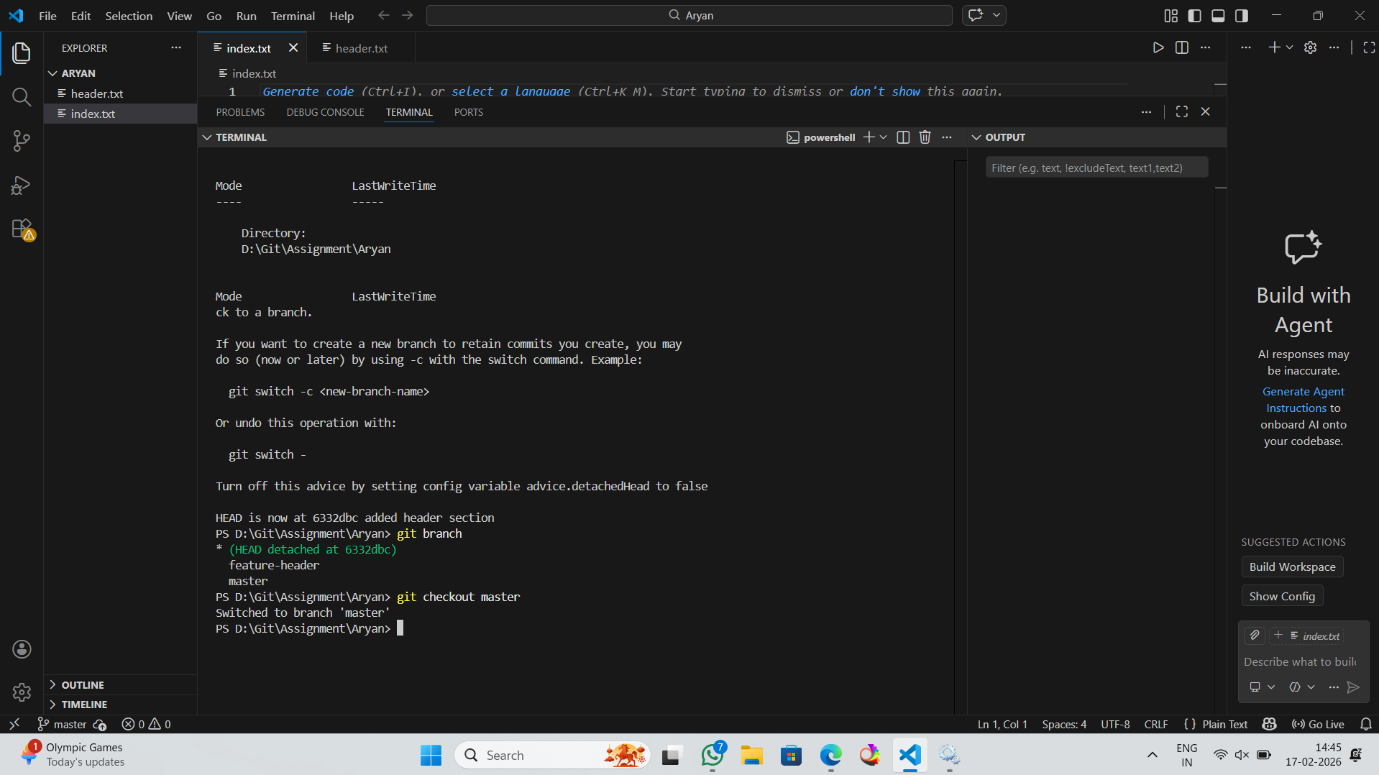 File Edit Selection View Go Run Terminal Help
Aryan
EXPLORER
ARYAN
header.txt
index.txt
OUTLINE
TIMELINE
index.txt
header.txt
index.txt
1 Generate code (Ctrl+I), or select a language (Ctrl+K M). Start typing to dismiss or don't show this again.
PROBLEMS DEBUG CONSOLE TERMINAL PORTS
TERMINAL
powershell
Mode LastWriteTime
---- -----
Directory:
D:\Git\Assignment\Aryan
Mode LastWriteTime
ck to a branch.
If you want to create a new branch to retain commits you create, you may
do so (now or later) by using -c with the switch command. Example:
git switch -c <new-branch-name>
Or undo this operation with:
git switch -
Turn off this advice by setting config variable advice.detachedHead to false
HEAD is now at 6332dbc added header section
PS D:\Git\Assignment\Aryan> git branch
* (HEAD detached at 6332dbc)
feature-header
master
PS D:\Git\Assignment\Aryan> git checkout master
Switched to branch 'master'
PS D:\Git\Assignment\Aryan>
OUTPUT
Filter (e.g. text, !excludeText, text1,text2)
Build with
Agent
AI responses may
be inaccurate.
Generate Agent
Instructions to
onboard AI onto
your codebase.
SUGGESTED ACTIONS
Build Workspace
Show Config
index.txt
Describe what to build
master
0 0
Ln 1, Col 1 Spaces: 4 UTF-8 CRLF Plain Text Go Live
1
Olympic Games
Today's updates
Search
7
ENG
IN
14:45
17-02-2026